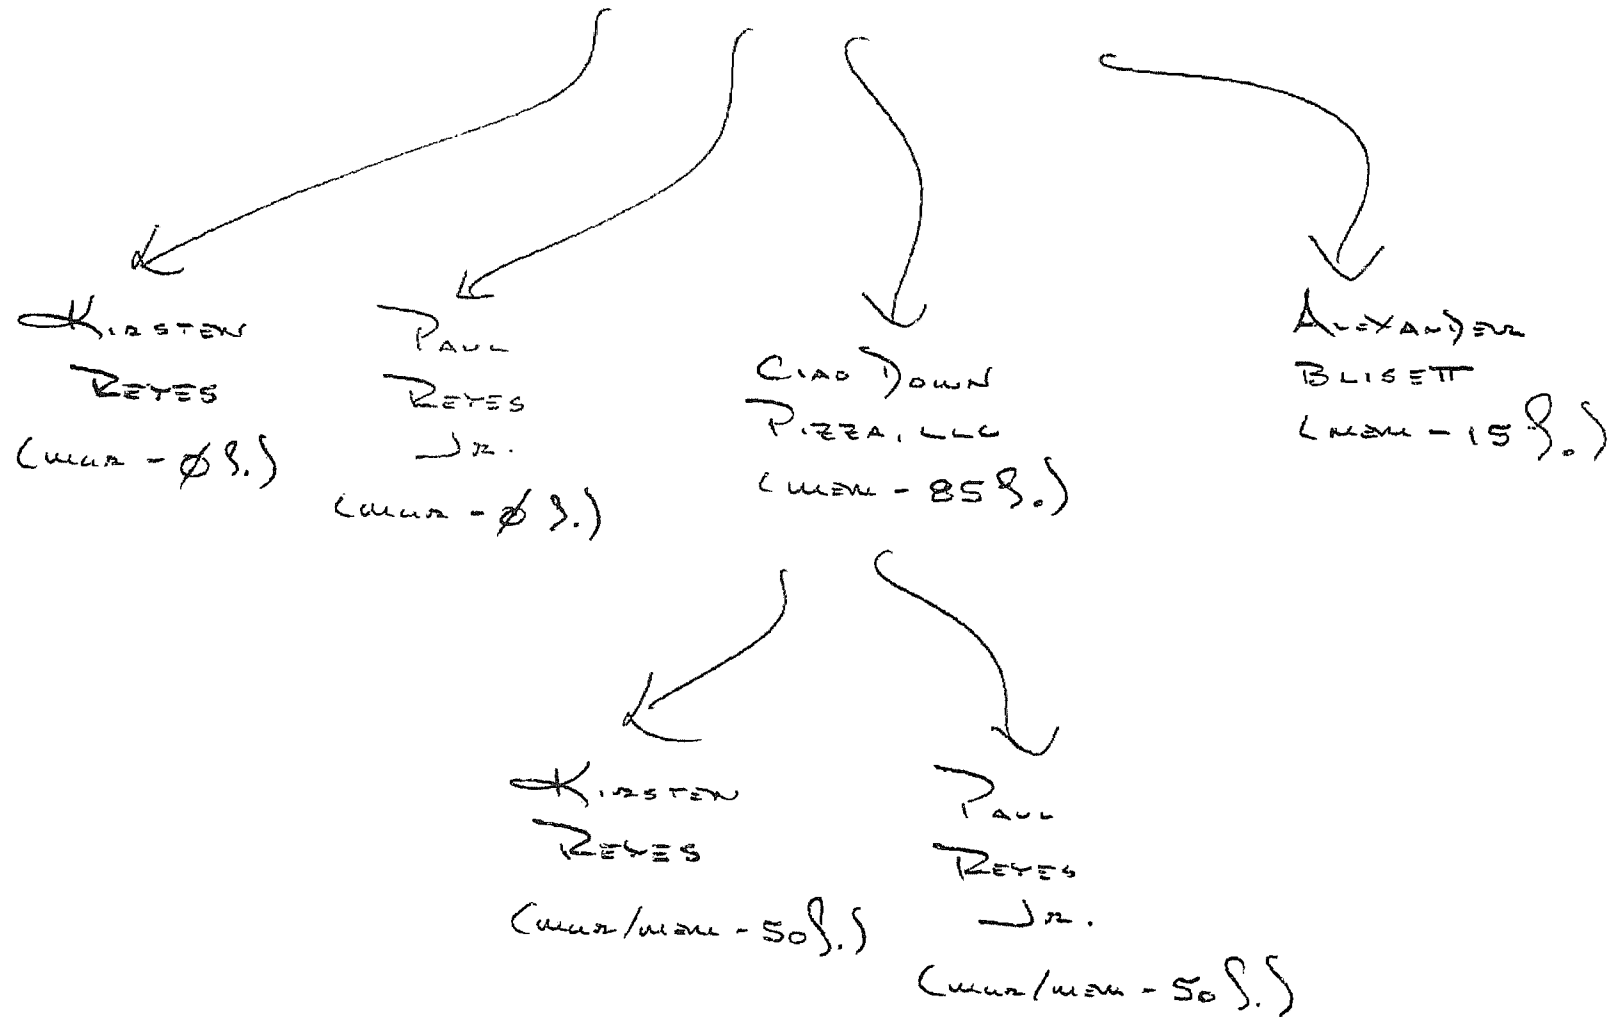 Kirsten
Reyes
(mgr - ø %.)
Paul
Reyes
Jr.
(mgr - ø %.)
Ciao Down
Pizza, LLC
(mem - 85 %.)
Alexander
Blisett
(mem - 15 %.)
Kirsten
Reyes
(mgr/mem - 50 %.)
Paul
Reyes
Jr.
(mgr/mem - 50 %.)